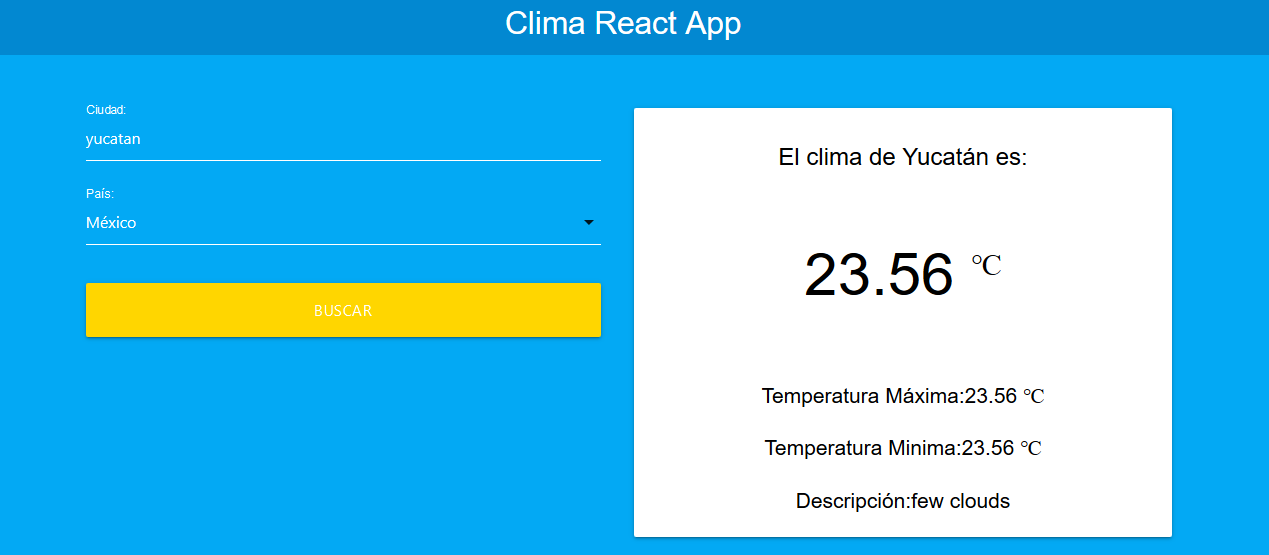 Clima React App
Ciudad:
yucatan
País:
México
BUSCAR
El clima de Yucatán es:
23.56 ℃
Temperatura Máxima:23.56 ℃
Temperatura Minima:23.56 ℃
Descripción:few clouds